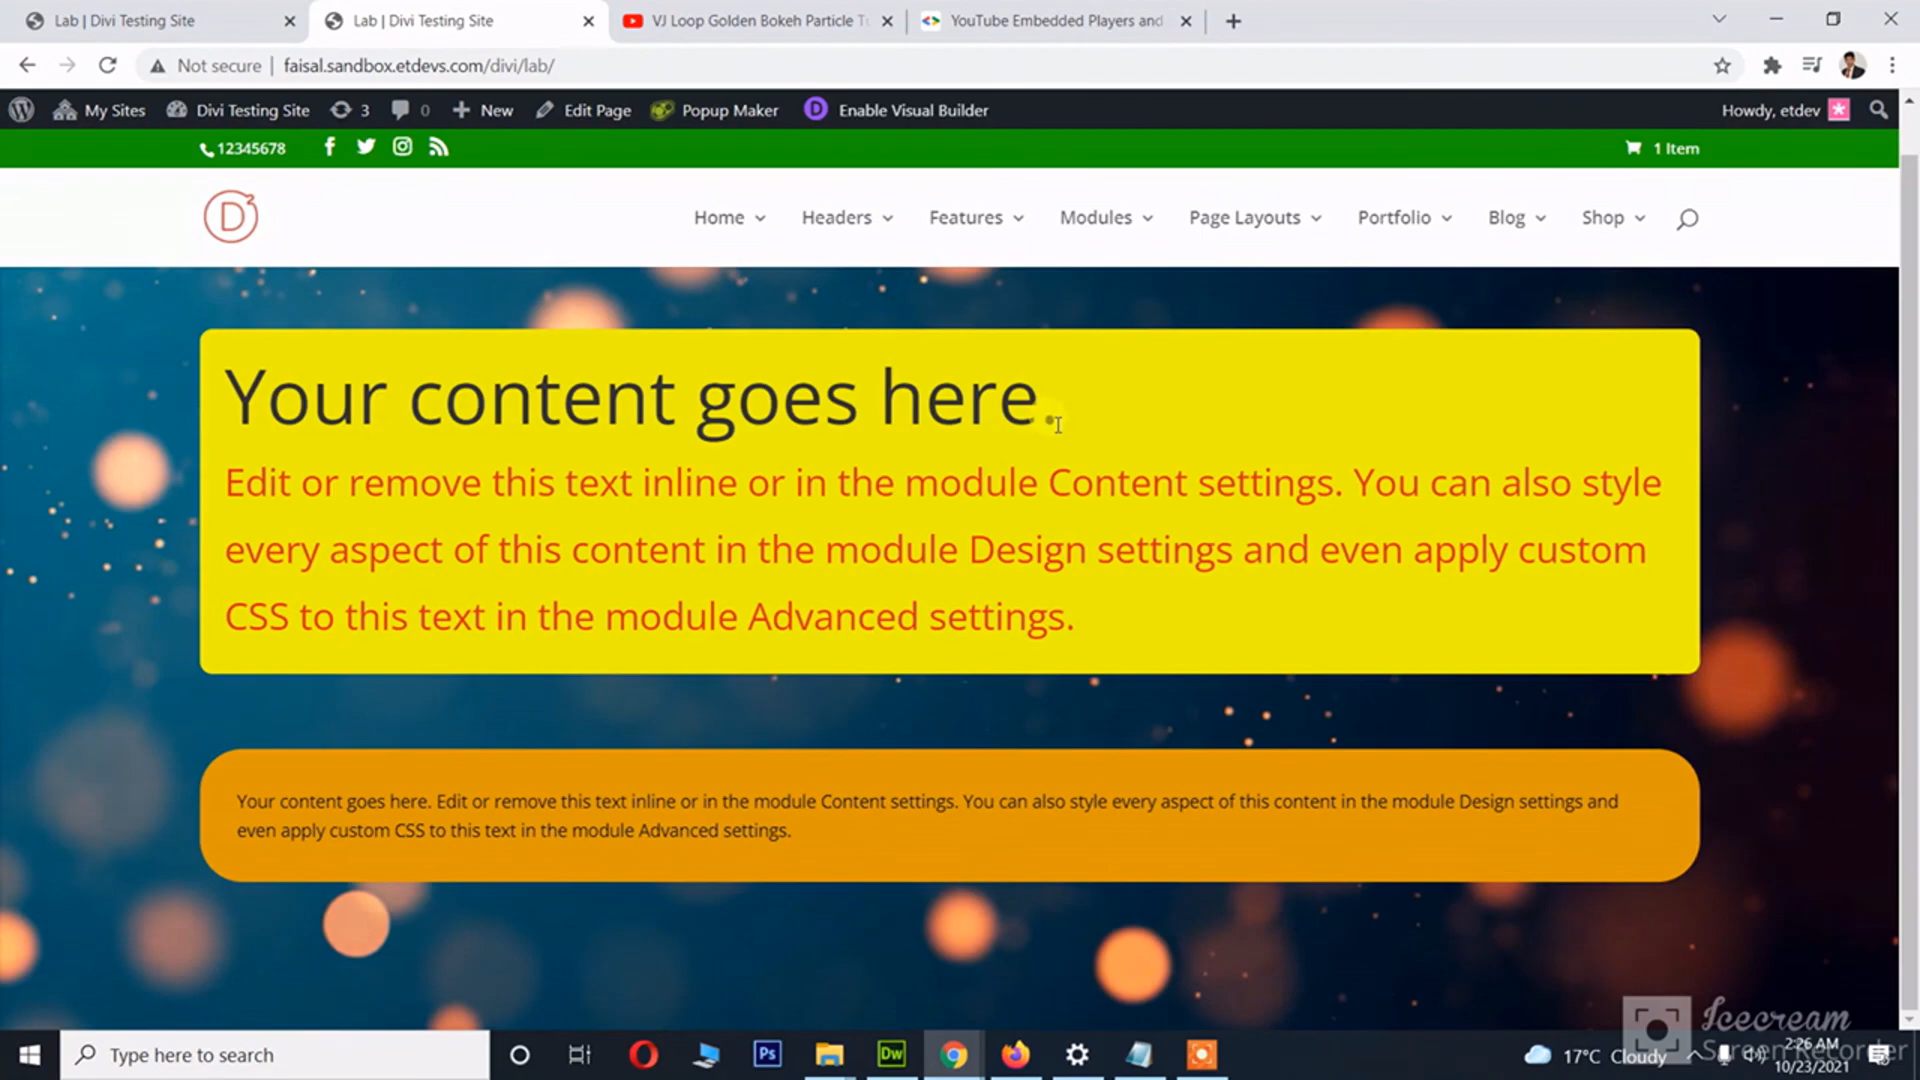 Lab | Divi Testing Site
Lab | Divi Testing Site
VJ Loop Golden Bokeh Particle
YouTube Embedded Players and
Not secure | faisal.sandbox.etdevs.com/divi/lab/
My Sites Divi Testing Site 3 0 New Edit Page Popup Maker D Enable Visual Builder Howdy, etdev
12345678 1 Item
D Home Headers Features Modules Page Layouts Portfolio Blog Shop
Your content goes here.
Edit or remove this text inline or in the module Content settings. You can also style
every aspect of this content in the module Design settings and even apply custom
CSS to this text in the module Advanced settings.
Your content goes here. Edit or remove this text inline or in the module Content settings. You can also style every aspect of this content in the module Design settings and
even apply custom CSS to this text in the module Advanced settings.
Icecream
Screen Recorder
Type here to search Ps Dw 17°C Cloudy 2:26 AM
10/23/2021